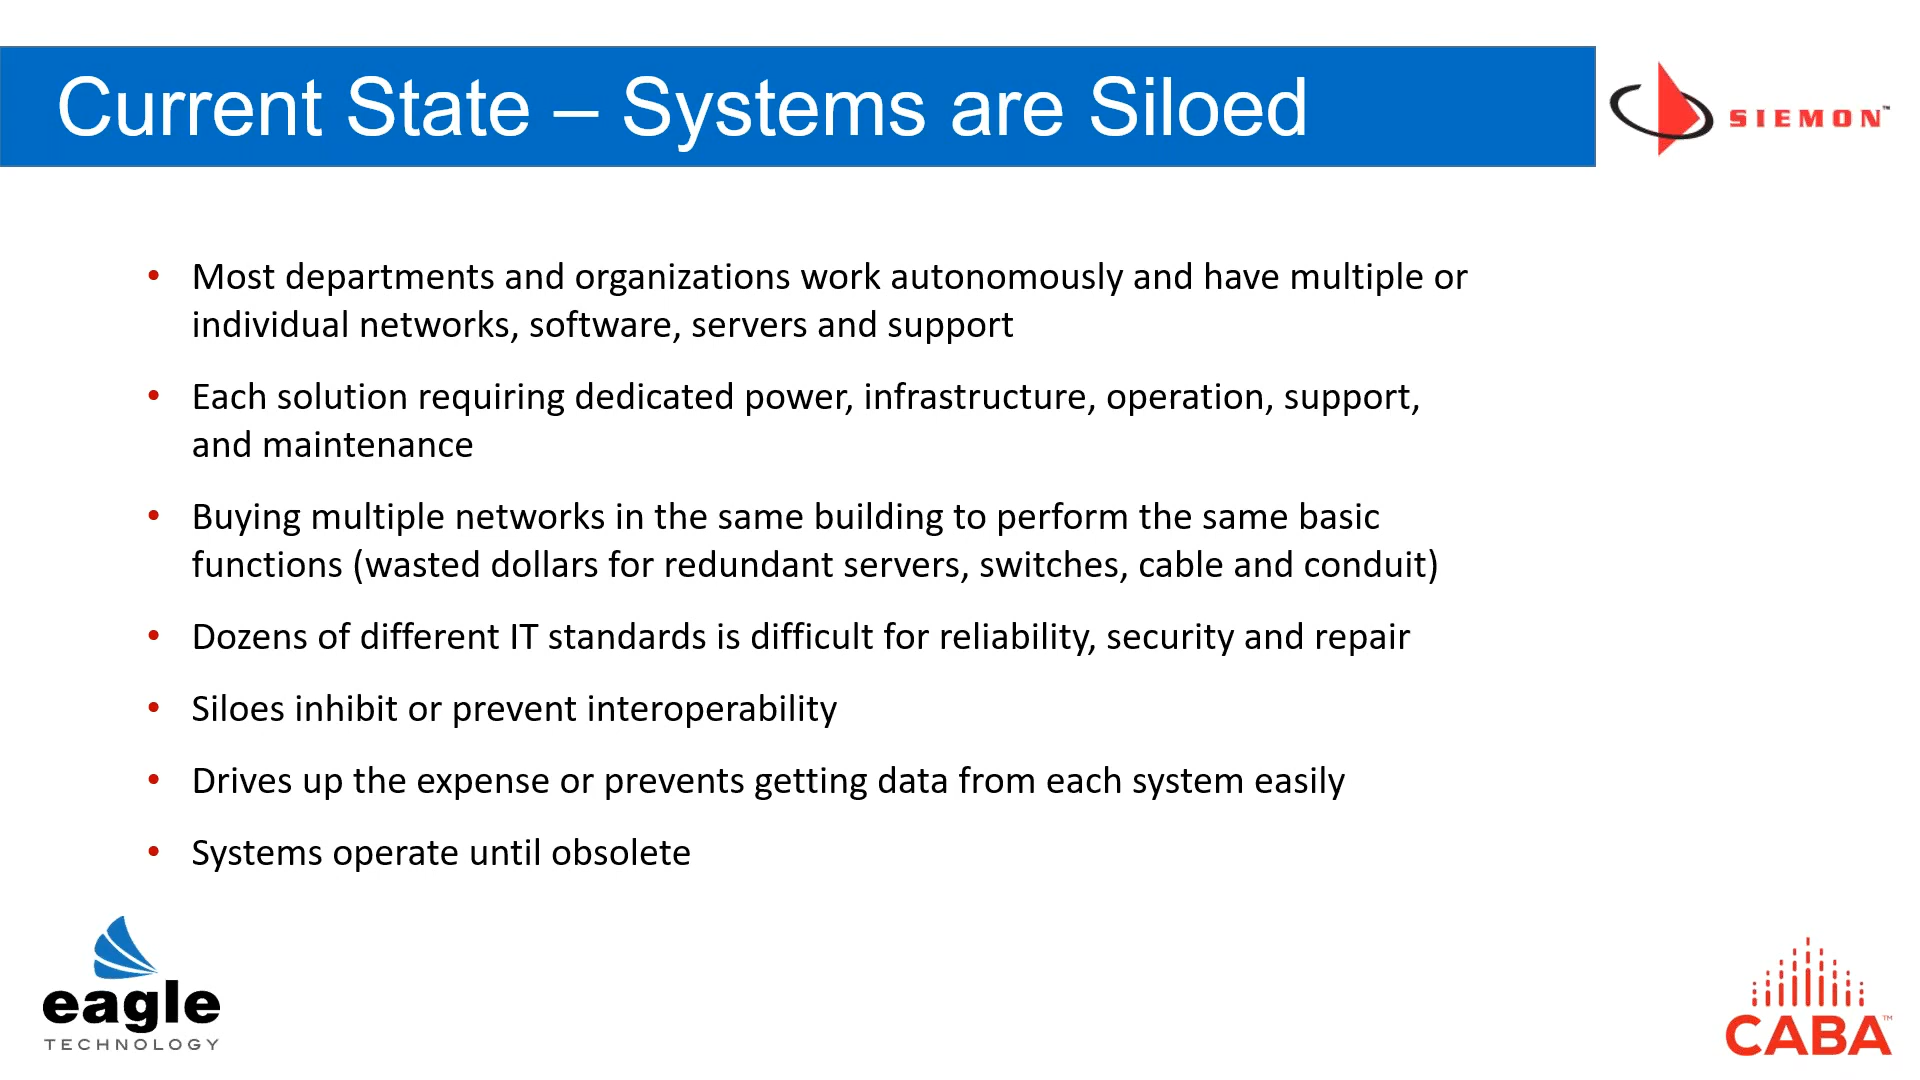 Current State – Systems are Siloed
SIEMON™
• Most departments and organizations work autonomously and have multiple or
individual networks, software, servers and support
• Each solution requiring dedicated power, infrastructure, operation, support,
and maintenance
• Buying multiple networks in the same building to perform the same basic
functions (wasted dollars for redundant servers, switches, cable and conduit)
• Dozens of different IT standards is difficult for reliability, security and repair
• Siloes inhibit or prevent interoperability
• Drives up the expense or prevents getting data from each system easily
• Systems operate until obsolete
eagle
TECHNOLOGY
CABA™